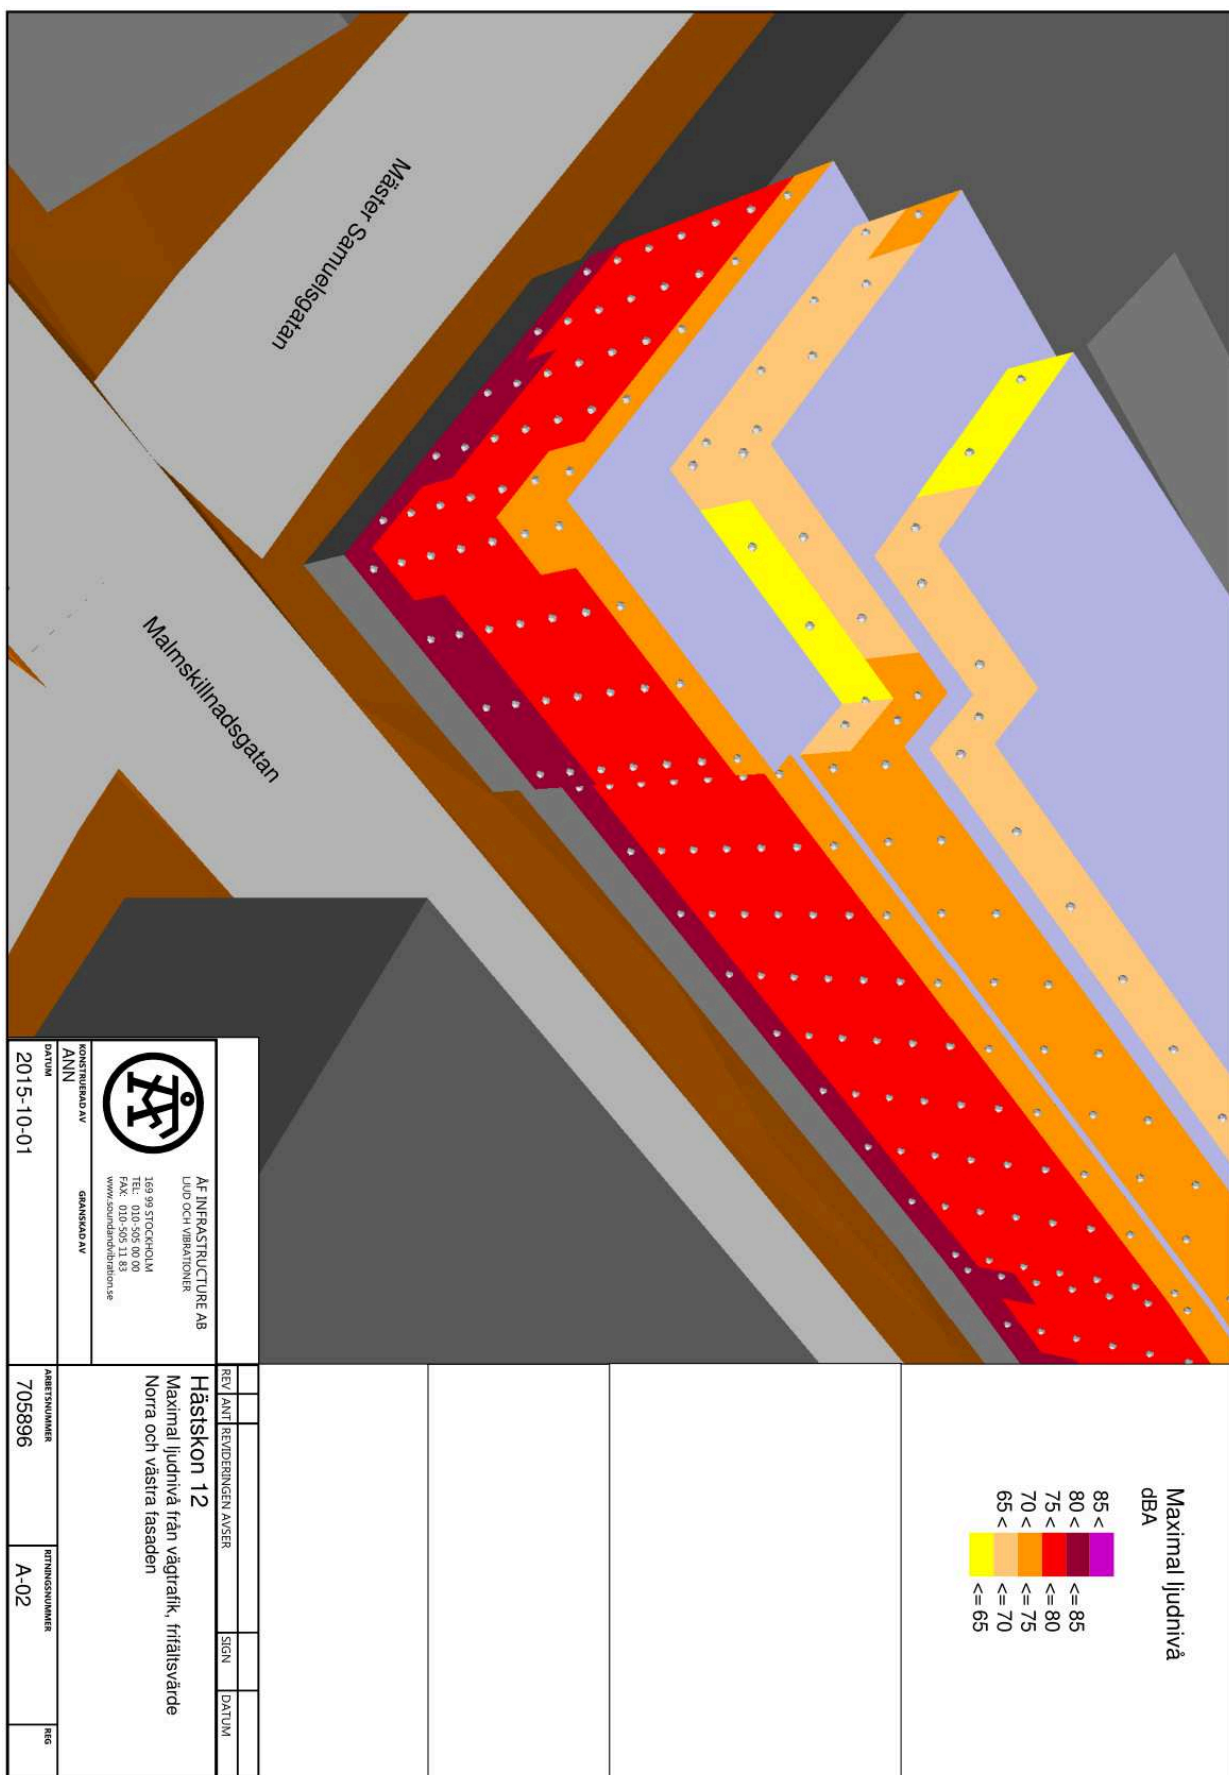 Mäster Samuelsgatan
Malmskillnadsgatan
Maximal ljudnivå
dBA
85 <
80 < <= 85
75 < <= 80
70 < <= 75
65 < <= 70
<= 65
ÅF
ÅF INFRASTRUCTURE AB
LJUD OCH VIBRATIONER
169 99 STOCKHOLM
TEL: 010-505 00 00
FAX: 010-505 11 83
www.soundandvibration.se
KONSTRUERAD AV GRANSKAD AV
ANN
DATUM
2015-10-01
REV ANT REVIDERINGEN AVSER SIGN DATUM
Hästskon 12
Maximal ljudnivå från vägtrafik, frifältsvärde
Norra och västra fasaden
ARBETSNUMMER RITNINGSNUMMER REG
705896 A-02